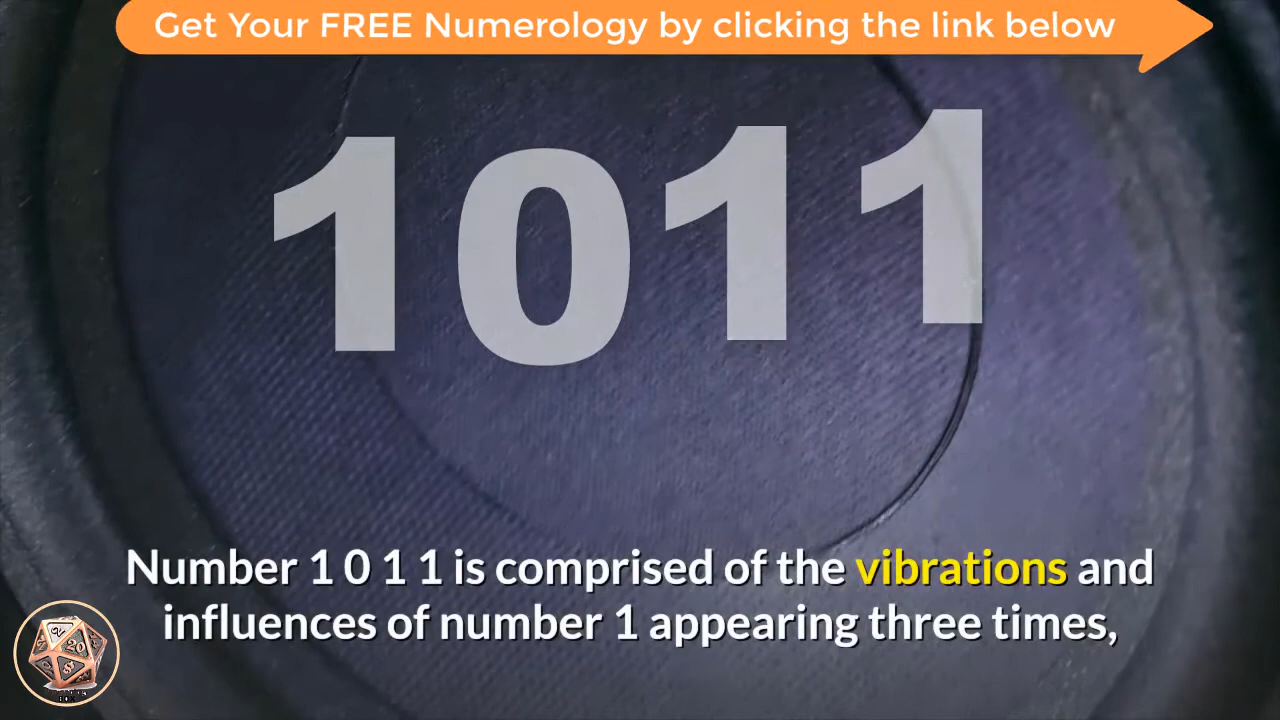 Get Your FREE Numerology by clicking the link below
1011
Number 1 0 1 1 is comprised of the vibrations and
influences of number 1 appearing three times,
20